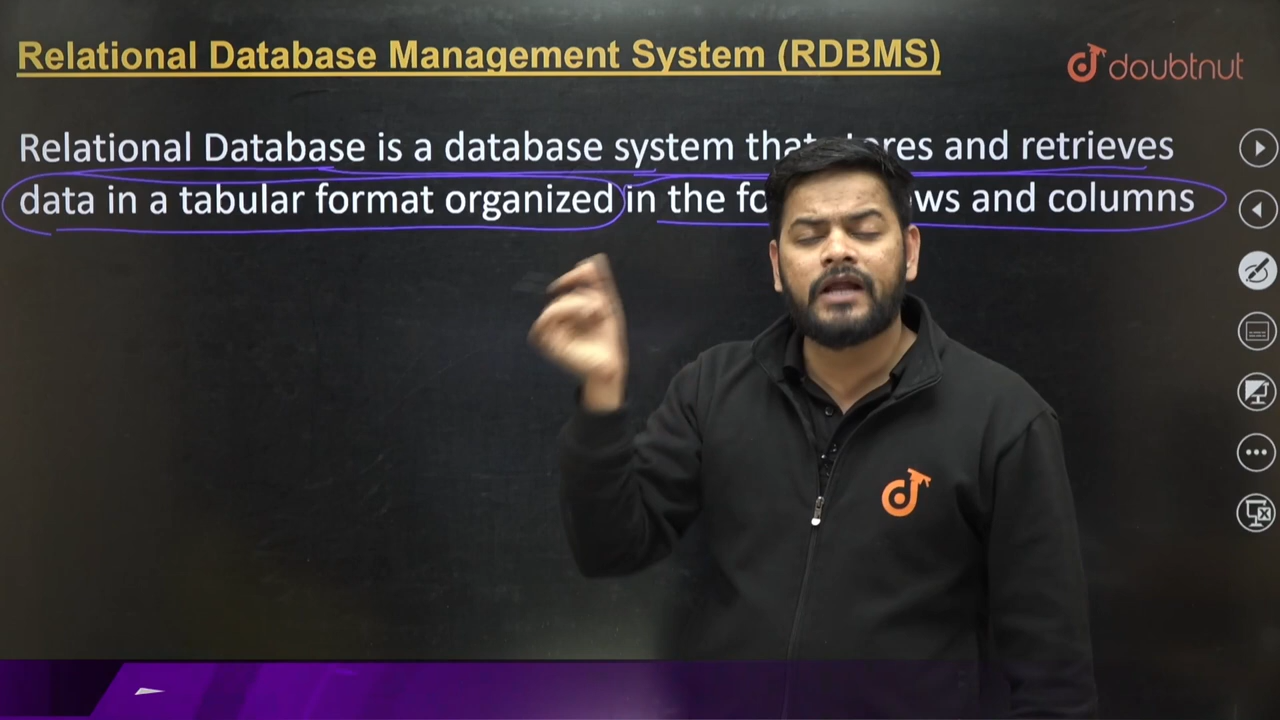 Relational Database Management System (RDBMS)
doubtnut
Relational Database is a database system that and retrieves
data in a tabular format organized in the and columns